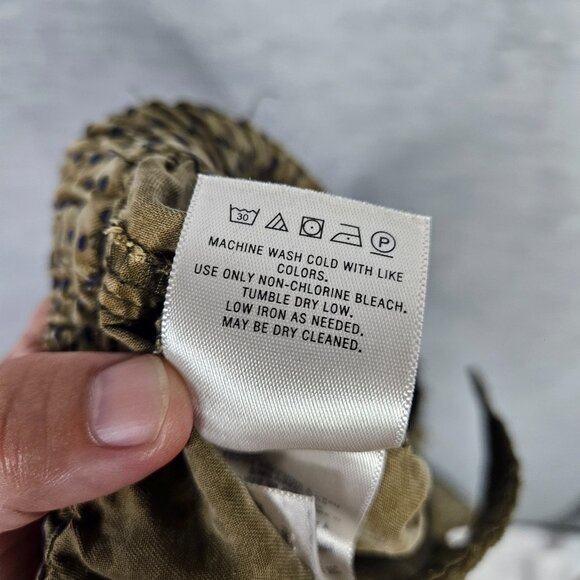 30 P
MACHINE WASH COLD WITH LIKE
COLORS.
USE ONLY NON-CHLORINE BLEACH.
TUMBLE DRY LOW.
LOW IRON AS NEEDED.
MAY BE DRY CLEANED.